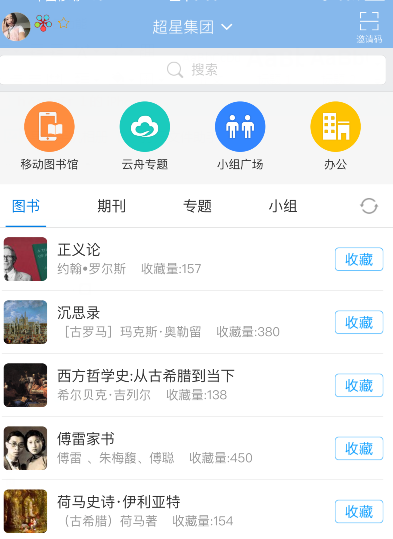 超星集团
邀请码
搜索
移动图书馆 云舟专题 小组广场 办公
图书 期刊 专题 小组
正义论
约翰•罗尔斯 收藏量:157
收藏
沉思录
［古罗马］玛克斯·奥勒留 收藏量:380
收藏
西方哲学史:从古希腊到当下
希尔贝克·吉列尔 收藏量:138
收藏
傅雷家书
傅雷 、朱梅馥、傅聪 收藏量:450
收藏
荷马史诗·伊利亚特
（古希腊）荷马著 收藏量:154
收藏